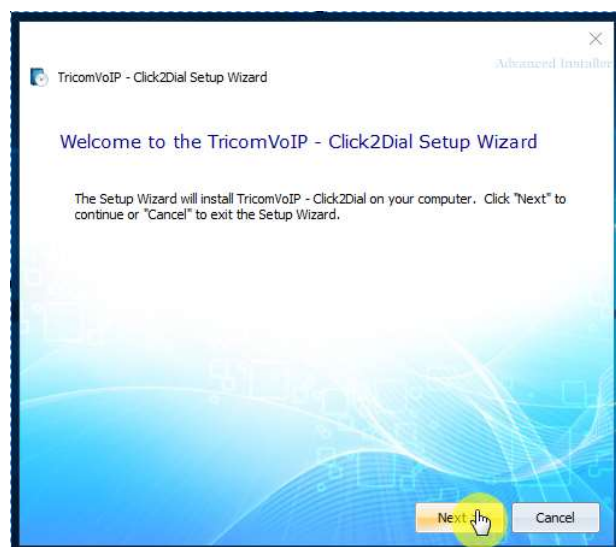 Advanced Installer
TricomVoIP - Click2Dial Setup Wizard
Welcome to the TricomVoIP - Click2Dial Setup Wizard
The Setup Wizard will install TricomVoIP - Click2Dial on your computer. Click "Next" to
continue or "Cancel" to exit the Setup Wizard.
Next
Cancel